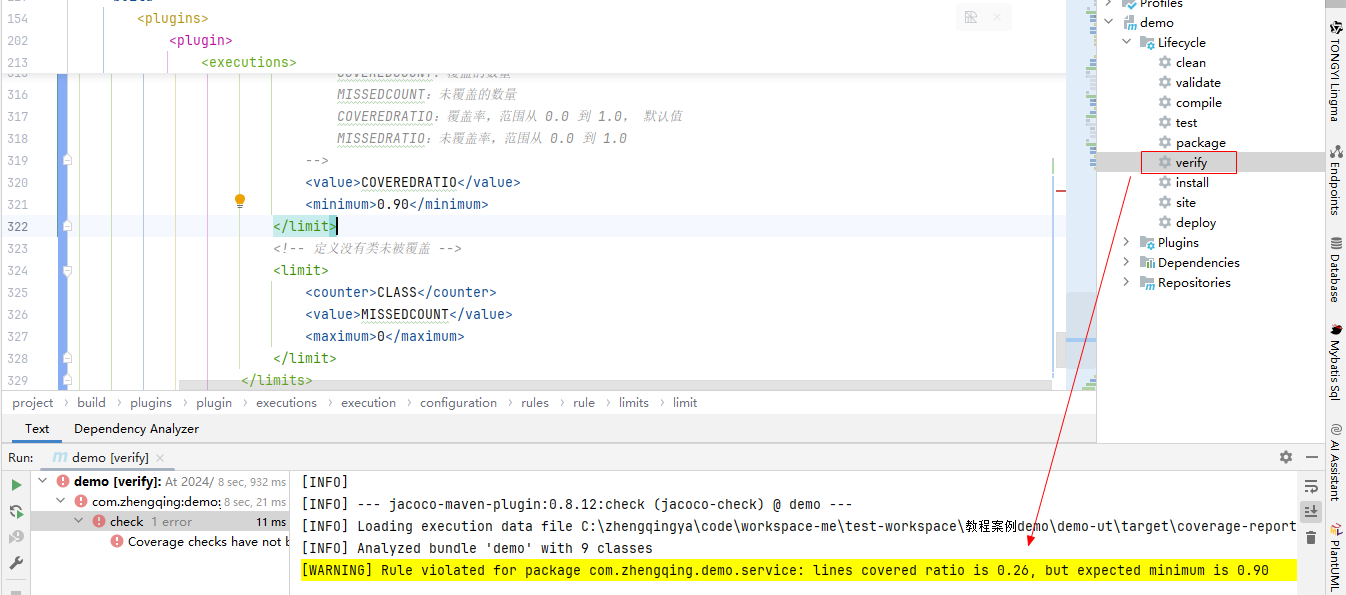 154 <plugins>
202 <plugin>
213 <executions>
COVEREDCOUNT：覆盖的数量
316 MISSEDCOUNT：未覆盖的数量
317 COVEREDRATIO：覆盖率，范围从 0.0 到 1.0， 默认值
318 MISSEDRATIO：未覆盖率，范围从 0.0 到 1.0
319 -->
320 <value>COVEREDRATIO</value>
321 <minimum>0.90</minimum>
322 </limit>
323 <!-- 定义没有类未被覆盖 -->
324 <limit>
325 <counter>CLASS</counter>
326 <value>MISSEDCOUNT</value>
327 <maximum>0</maximum>
328 </limit>
329 </limits>
project › build › plugins › plugin › executions › execution › configuration › rules › rule › limits › limit
Text Dependency Analyzer
Profiles
demo
Lifecycle
clean
validate
compile
test
package
verify
install
site
deploy
Plugins
Dependencies
Repositories
TONGYI Lingma
Endpoints
Database
Mybatis Sql
AI Assistant
PlantUML
Run: demo [verify]
demo [verify]: At 2024/ 8 sec, 932 ms
com.zhengqing:demo: 8 sec, 21 ms
check 1 error 11 ms
Coverage checks have not b
[INFO]
[INFO] --- jacoco-maven-plugin:0.8.12:check (jacoco-check) @ demo ---
[INFO] Loading execution data file C:\zhengqingya\code\workspace-me\test-workspace\教程案例demo\demo-ut\target\coverage-report
[INFO] Analyzed bundle 'demo' with 9 classes
[WARNING] Rule violated for package com.zhengqing.demo.service: lines covered ratio is 0.26, but expected minimum is 0.90